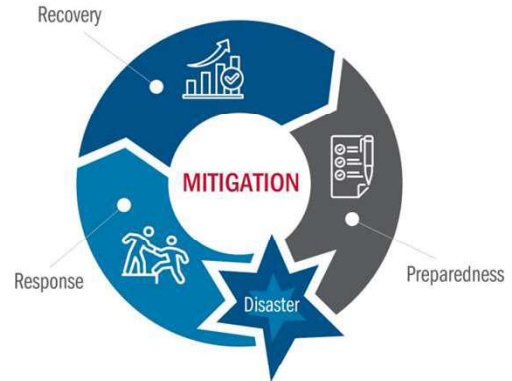 Recovery
MITIGATION
Response
Preparedness
Disaster